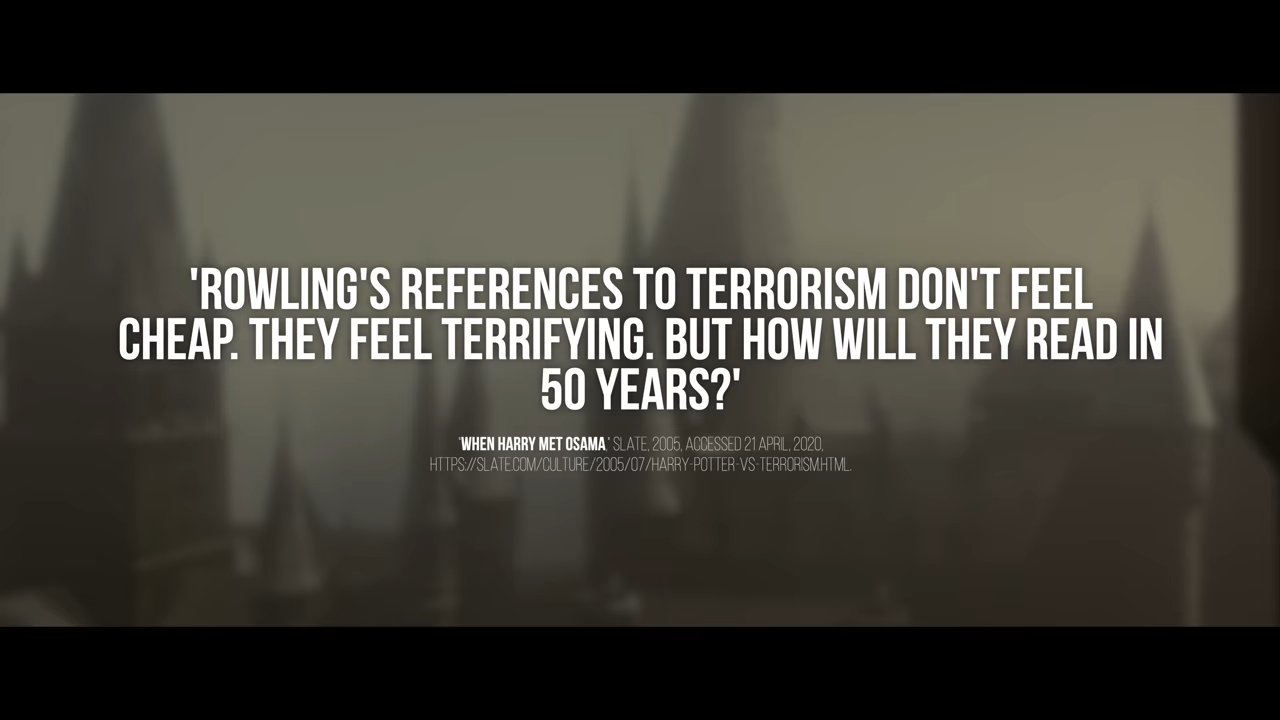 'ROWLING'S REFERENCES TO TERRORISM DON'T FEEL
CHEAP. THEY FEEL TERRIFYING. BUT HOW WILL THEY READ IN
50 YEARS?'
'WHEN HARRY MET OSAMA,' SLATE, 2005, ACCESSED 21 APRIL, 2020,
HTTPS://SLATE.COM/CULTURE/2005/07/HARRY-POTTER-VS-TERRORISM.HTML.